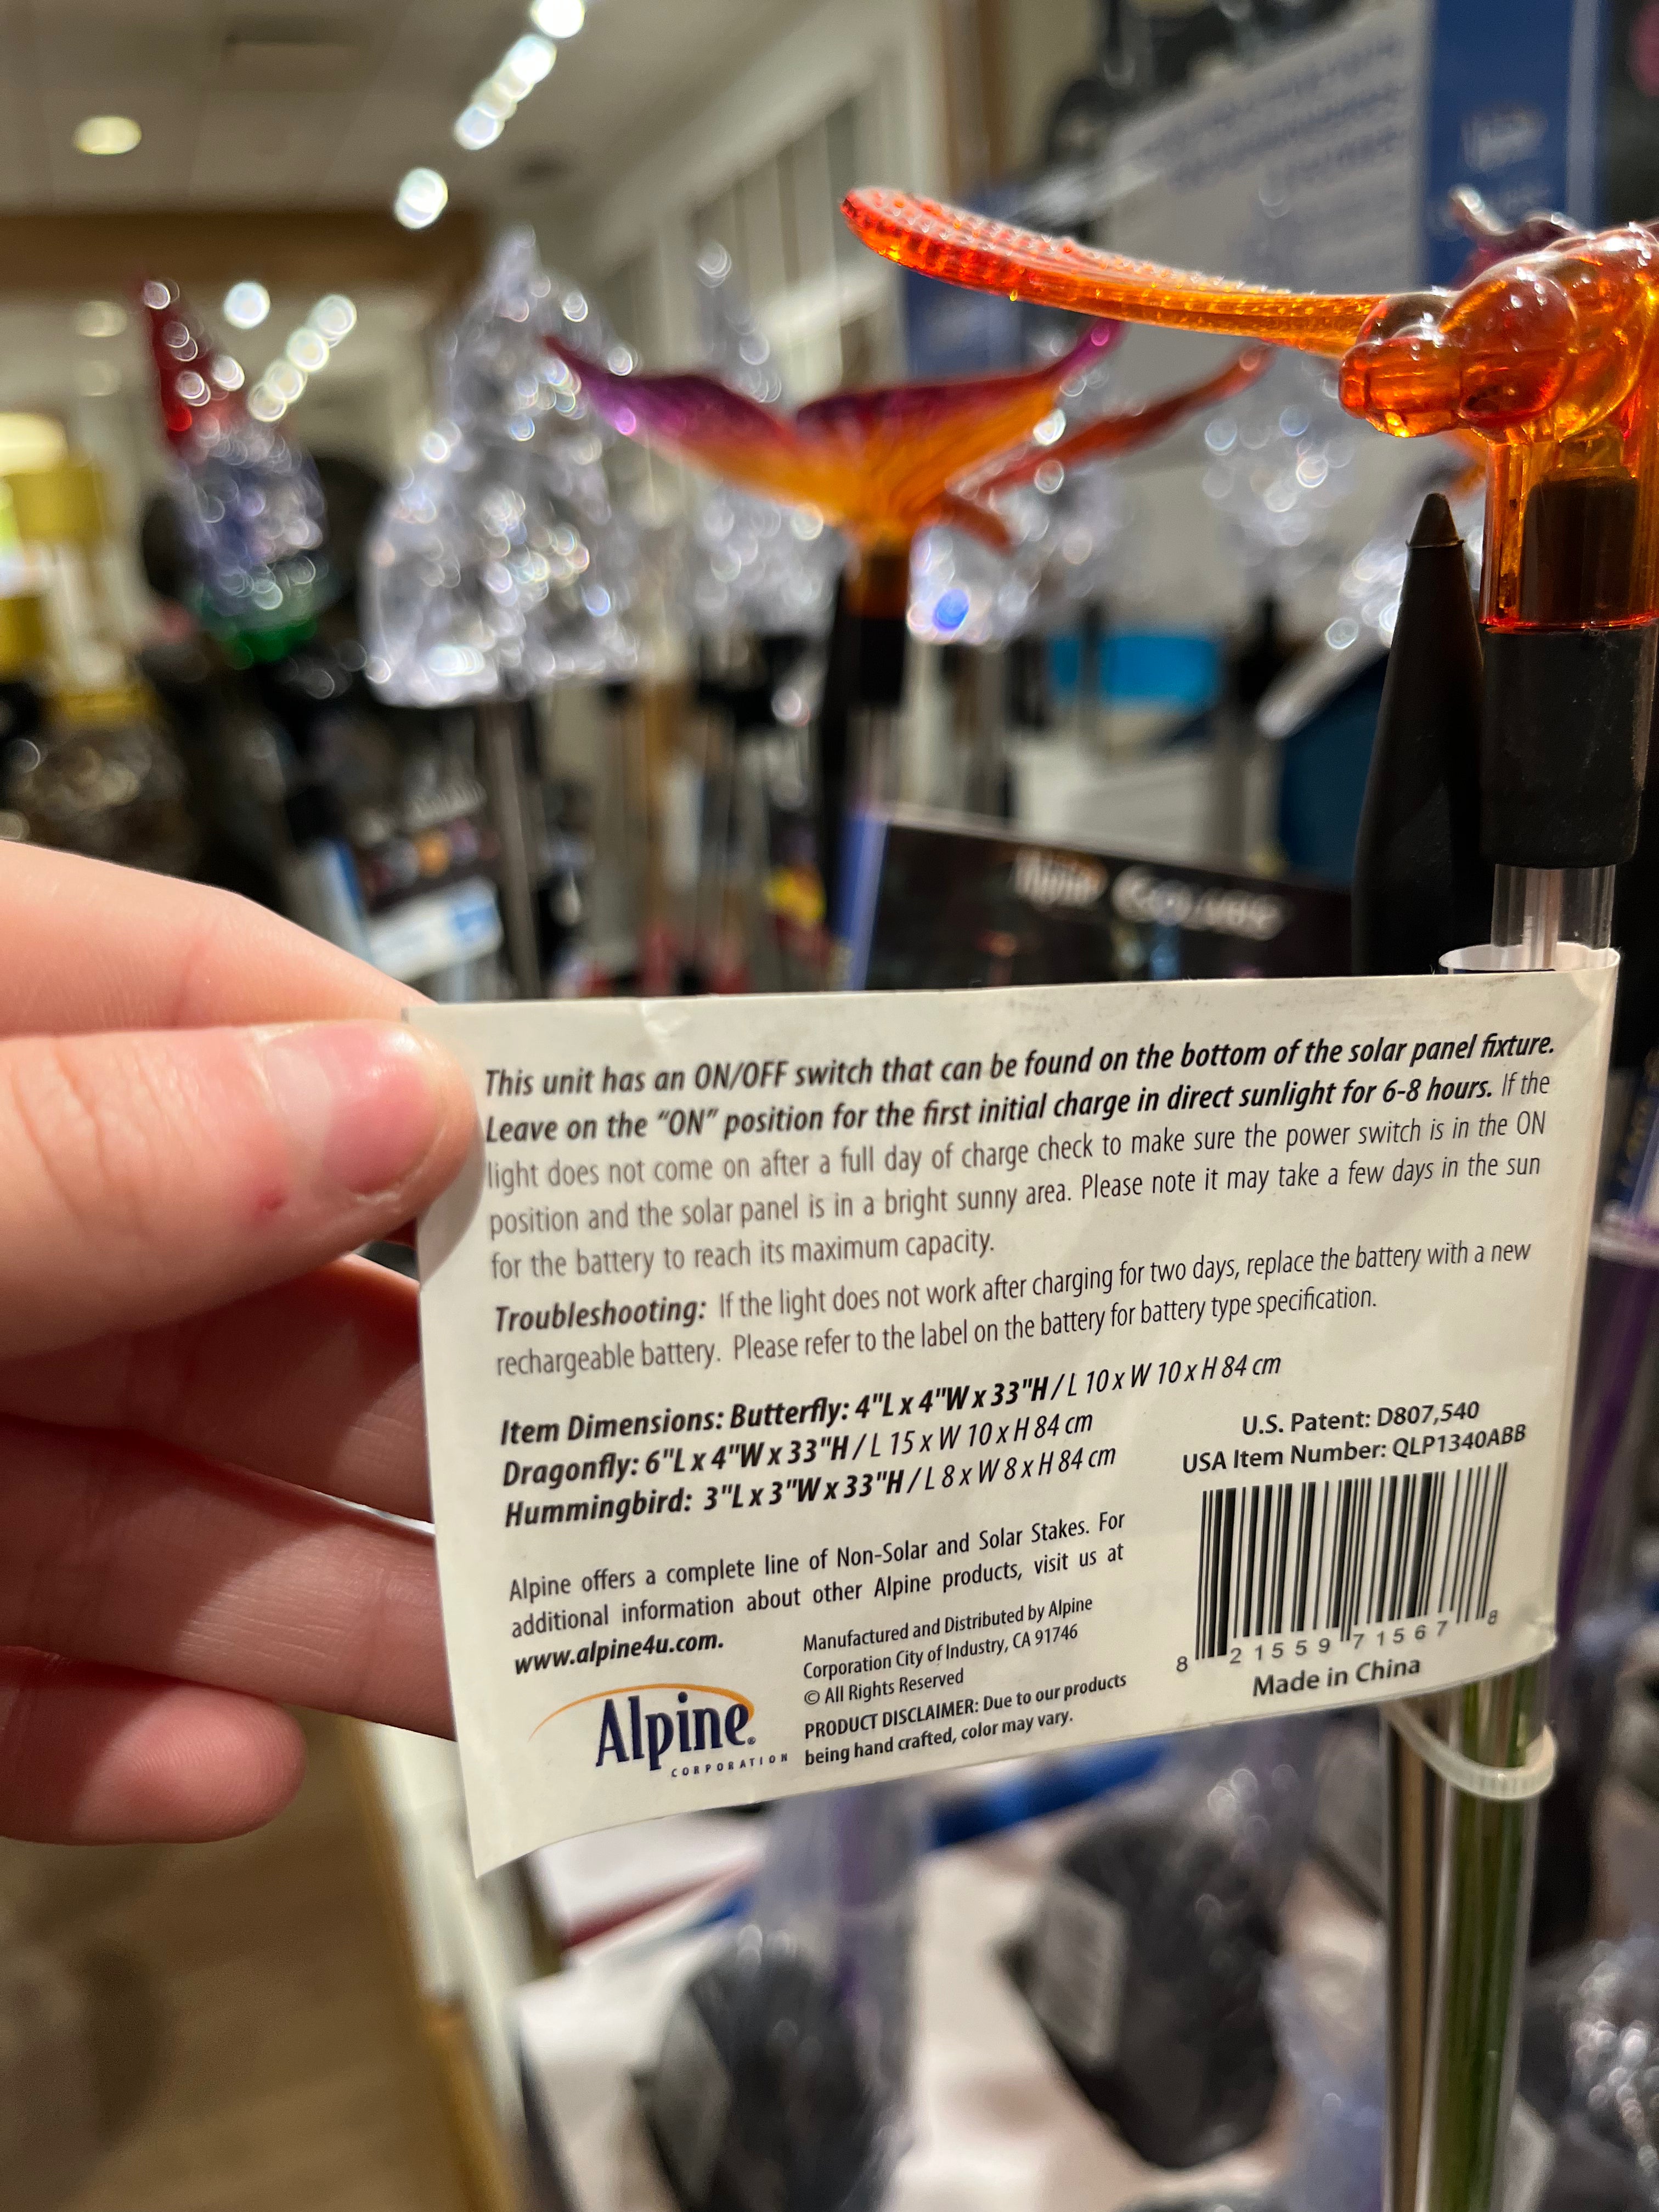 This unit has an ON/OFF switch that can be found on the bottom of the solar panel fixture.
Leave on the “ON” position for the first initial charge in direct sunlight for 6-8 hours. If the
light does not come on after a full day of charge check to make sure the power switch is in the ON
position and the solar panel is in a bright sunny area. Please note it may take a few days in the sun
for the battery to reach its maximum capacity.
Troubleshooting: If the light does not work after charging for two days, replace the battery with a new
rechargeable battery. Please refer to the label on the battery for battery type specification.
Item Dimensions: Butterfly: 4"L x 4"W x 33"H / L 10 x W 10 x H 84 cm
Dragonfly: 6"L x 4"W x 33"H / L 15 x W 10 x H 84 cm
Hummingbird: 3"L x 3"W x 33"H / L 8 x W 8 x H 84 cm
U.S. Patent: D807,540
USA Item Number: QLP1340ABB
8 21559 71567 8
Made in China
Alpine offers a complete line of Non-Solar and Solar Stakes. For
additional information about other Alpine products, visit us at
www.alpine4u.com.
Manufactured and Distributed by Alpine
Corporation City of Industry, CA 91746
© All Rights Reserved
PRODUCT DISCLAIMER: Due to our products
being hand crafted, color may vary.
Alpine®
CORPORATION